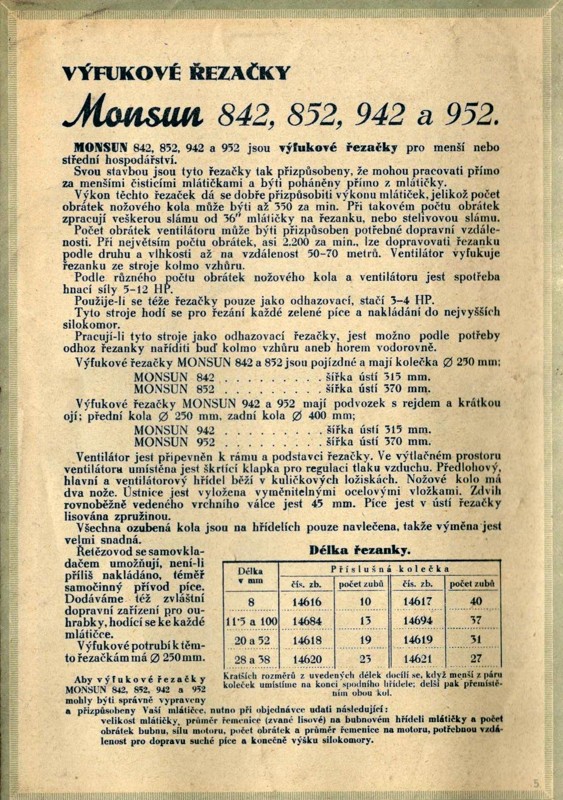 VÝFUKOVÉ ŘEZAČKY
Monsun 842, 852, 942 a 952.
MONSUN 842, 852, 942 a 952 jsou výfukové řezačky pro menší nebo
střední hospodářství.
Svou stavbou jsou tyto řezačky tak přizpůsobeny, že mohou pracovati přímo
za menšími čisticími mlátičkami a býti poháněny přímo z mlátičky.
Výkon těchto řezaček dá se dobře přizpůsobiti výkonu mlátiček, jelikož počet
obrátek nožového kola může býti až 350 za min. Při takovém počtu obrátek
zpracují veškerou slámu od 36" mlátičky na řezanku, nebo stelivovou slámu.
Počet obrátek ventilátoru může býti přizpůsoben potřebné dopravní vzdále-
nosti. Při největším počtu obrátek, asi 2.200 za min., lze dopravovati řezanku
podle druhu a vlhkosti až na vzdálenost 50-70 metrů. Ventilátor vyfukuje
řezanku ze stroje kolmo vzhůru.
Podle různého počtu obrátek nožového kola a ventilátoru jest spotřeba
hnací síly 5-12 HP.
Použije-li se téže řezačky pouze jako odhazovací, stačí 3-4 HP.
Tyto stroje hodí se pro řezání každé zelené píce a nakládání do nejvyšších
silokomor.
Pracují-li tyto stroje jako odhazovací řezačky, jest možno podle potřeby
odhoz řezanky naříditi buď kolmo vzhůru aneb horem vodorovně.
Výfukové řezačky MONSUN 842 a 852 jsou pojízdné a mají kolečka Ø 250 mm;
MONSUN 842 . . . . . . . . . šířka ústí 315 mm.
MONSUN 852 . . . . . . . . . šířka ústí 370 mm.
Výfukové řezačky MONSUN 942 a 952 mají podvozek s rejdem a krátkou
ojí; přední kola Ø 250 mm. zadní kola Ø 400 mm;
MONSUN 942 . . . . . . . . . šířka ústí 315 mm.
MONSUN 952 . . . . . . . . . šířka ústí 370 mm.
Ventilátor jest připevněn k rámu a podstavci řezačky. Ve výtlačném prostoru
ventilátoru umístěna jest škrtící klapka pro regulaci tlaku vzduchu. Předlohový,
hlavní a ventilátorový hřídel běží v kuličkových ložiskách. Nožové kolo má
dva nože. Ústnice jest vyložena vyměnitelnými ocelovými vložkami. Zdvih
rovnoběžně vedeného vrchního válce jest 45 mm. Píce jest v ústí řezačky
lisována zpružinou.
Všechna ozubená kola jsou na hřídelích pouze navlečena, takže výměna jest
velmi snadná.
Řetězovod se samovkla-
dačem umožňují, není-li
příliš nakládáno, téměř
samočinný přívod píce.
Dodáváme též zvláštní
dopravní zařízení pro ou-
hrabky, hodící se ke každé
mlátičce.
Výfukové potrubí k těm-
to řezačkám má Ø 250 mm.
Délka řezanky.
Délka v mm Příslušná kolečka
čís. zb. počet zubů čís. zb. počet zubů
8 14616 10 14617 40
11·5 a 100 14684 13 14694 37
20 a 52 14618 19 14619 31
28 a 38 14620 23 14621 27
Kratších rozměrů z uvedených délek docílí se, když menší z páru
koleček umístíme na konci spodního hřídele; delší pak přemístě-
ním obou kol.
Aby výfukové řezačky
MONSUN 842, 852, 942 a 952
mohly býti správně vypraveny
a přizpůsobeny Vaší mlátičce, nutno při objednávce udati následující:
velikost mlátičky, průměr řemenice (zvané lisové) na bubnovém hřídeli mlátičky a počet
obrátek bubnu, sílu motoru, počet obrátek a průměr řemenice na motoru, potřebnou vzdá-
lenost pro dopravu suché píce a konečně výšku silokomory.
5